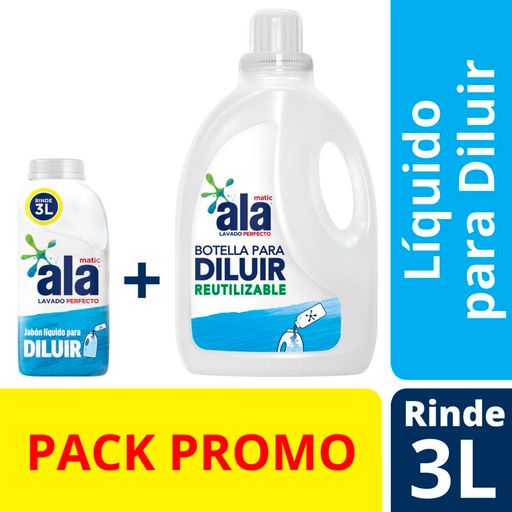 RINDE
3L
matic
ala
LAVADO PERFECTO
Jabón líquido para
DILUIR
+
matic
ala
LAVADO PERFECTO
BOTELLA PARA
DILUIR
REUTILIZABLE
Líquido
para Diluir
PACK PROMO
Rinde
3L